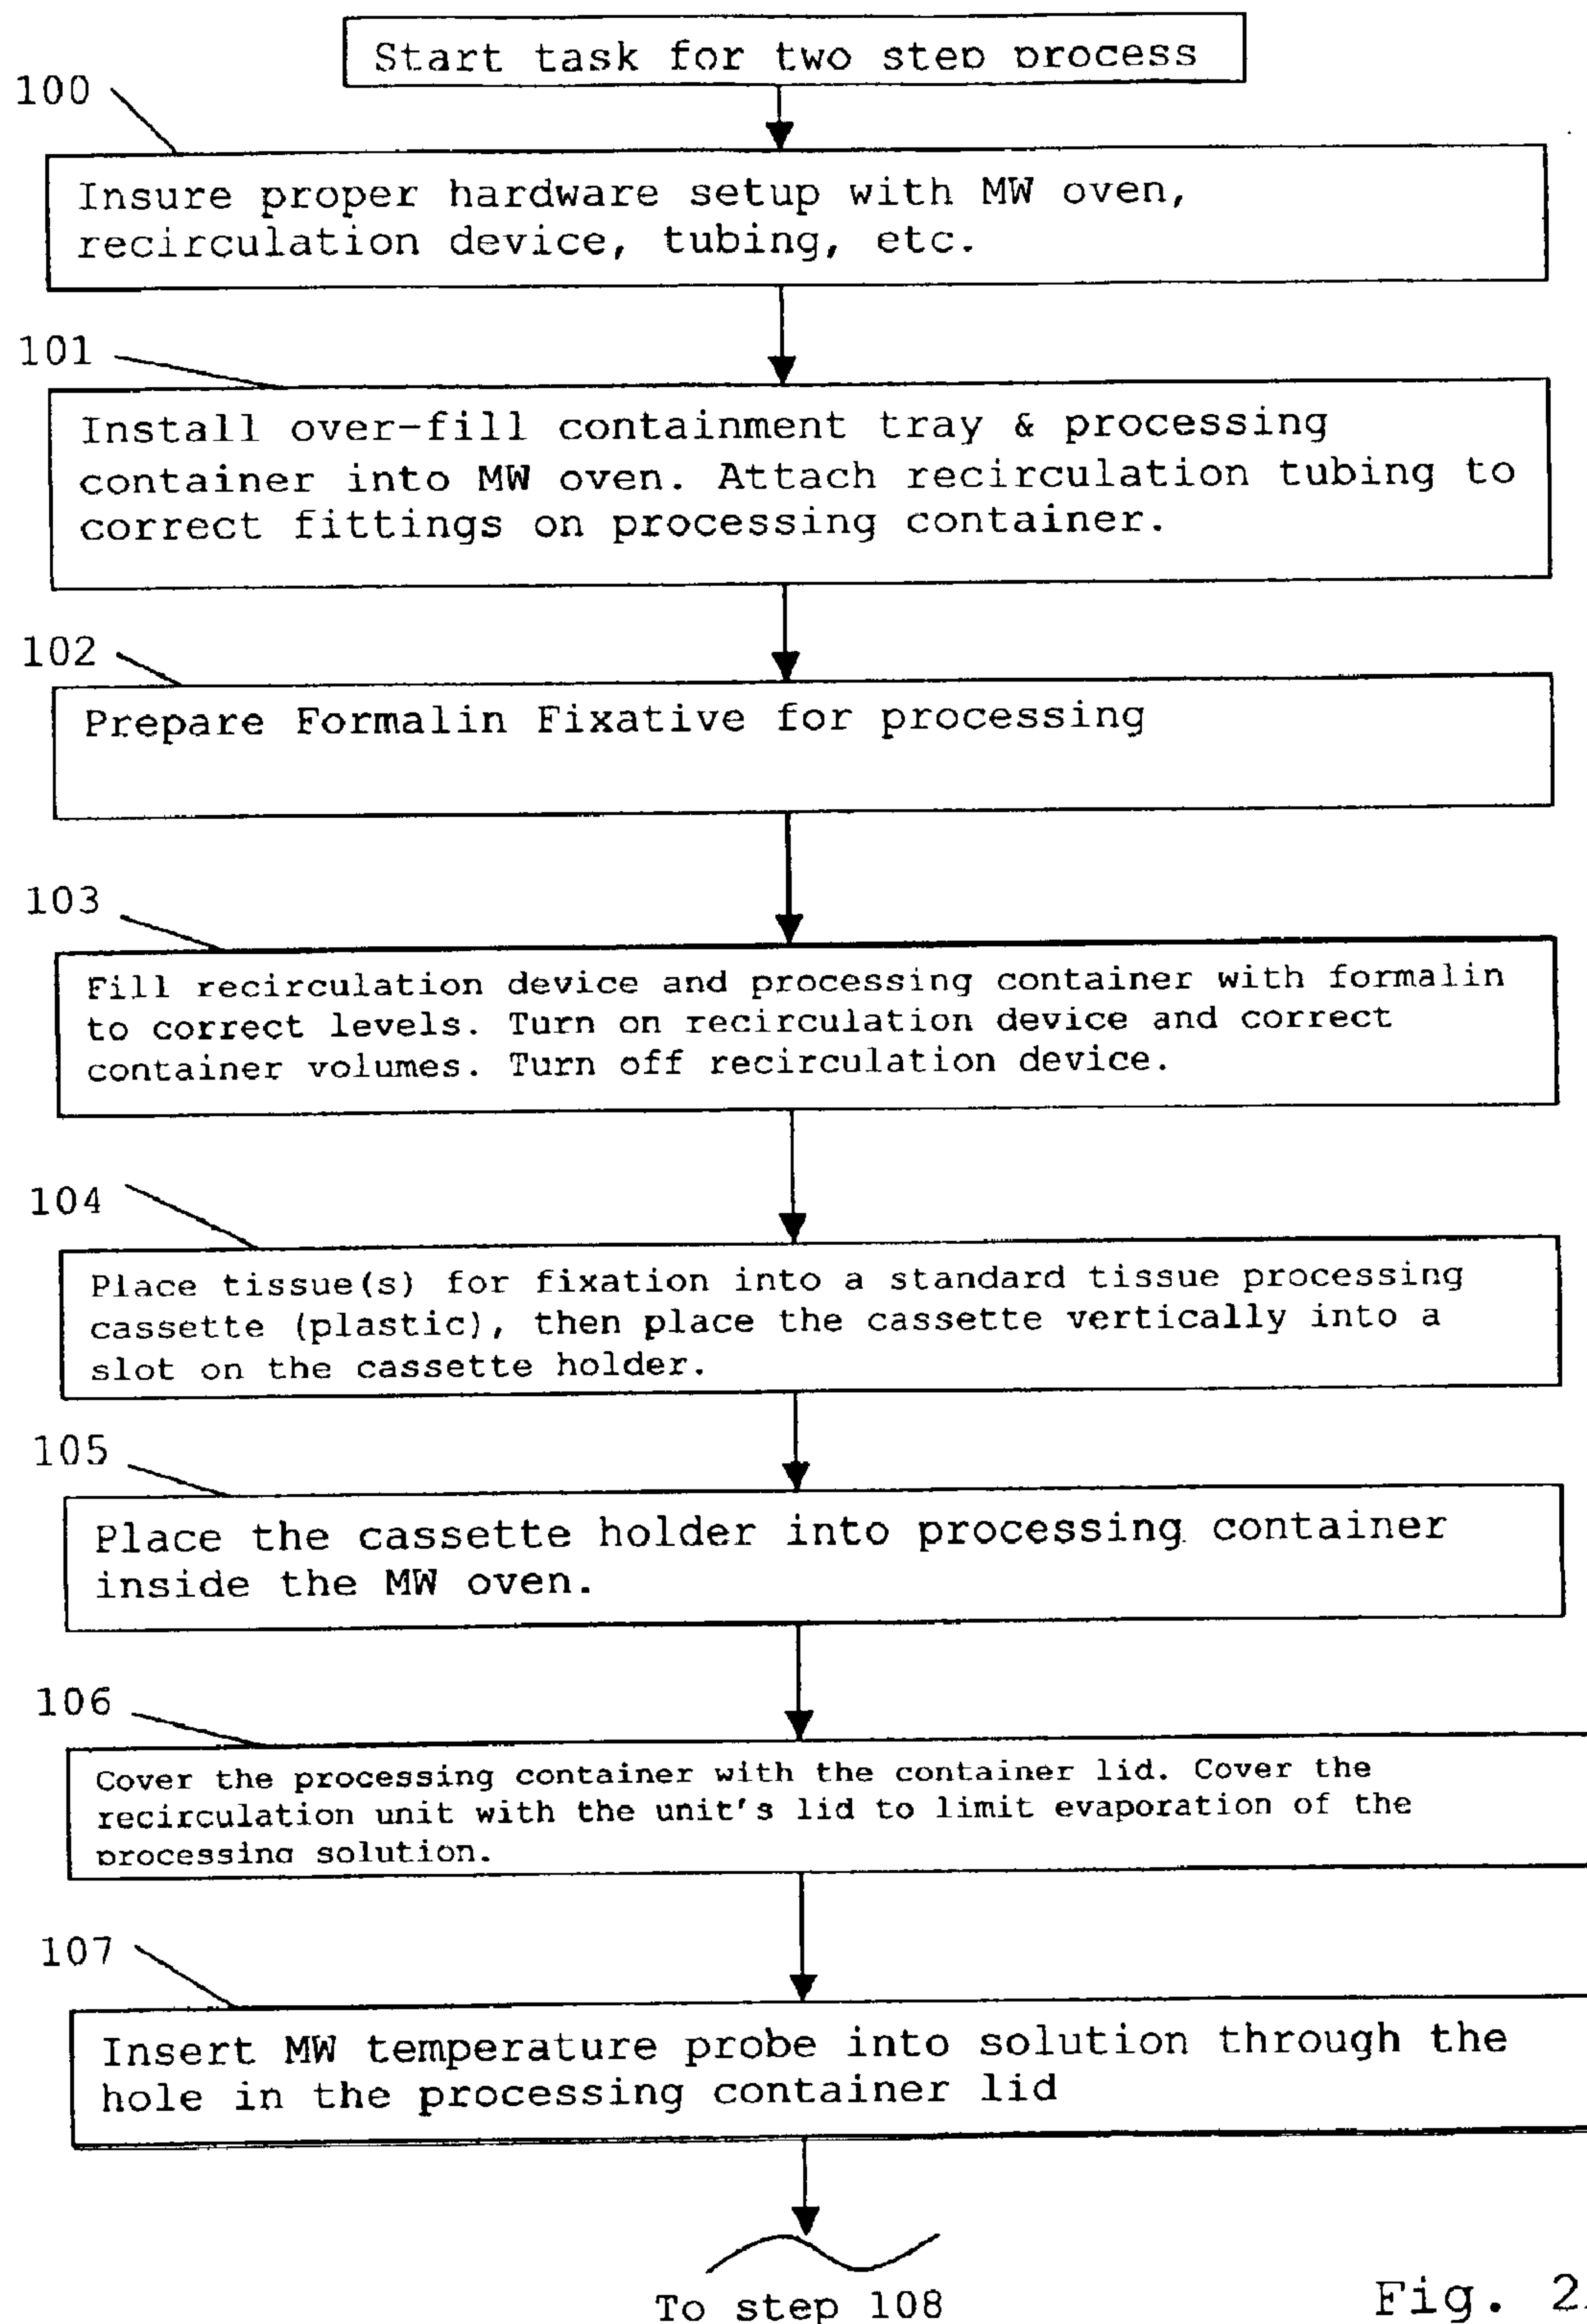 Start task for two step process
100
Insure proper hardware setup with MW oven,
recirculation device, tubing, etc.
101
Install over-fill containment tray & processing
container into MW oven. Attach recirculation tubing to
correct fittings on processing container.
102
Prepare Formalin Fixative for processing
103
Fill recirculation device and processing container with formalin
to correct levels. Turn on recirculation device and correct
container volumes. Turn off recirculation device.
104
Place tissue(s) for fixation into a standard tissue processing
cassette (plastic), then place the cassette vertically into a
slot on the cassette holder.
105
Place the cassette holder into processing container
inside the MW oven.
106
Cover the processing container with the container lid. Cover the
recirculation unit with the unit's lid to limit evaporation of the
processing solution.
107
Insert MW temperature probe into solution through the
hole in the processing container lid
To step 108
Fig. 2